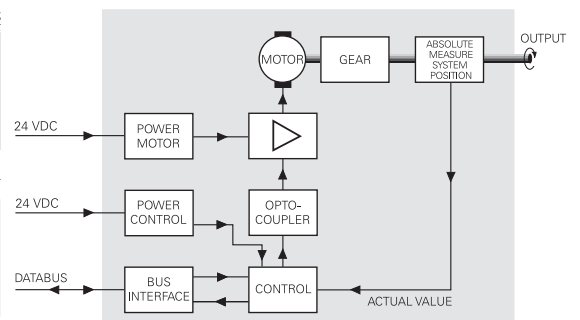 OUTPUT
MOTOR
GEAR
ABSOLUTE
MEASURE
SYSTEM
POSITION
24 VDC
POWER
MOTOR
24 VDC
POWER
CONTROL
OPTO-
COUPLER
DATABUS
BUS
INTERFACE
CONTROL
ACTUAL VALUE